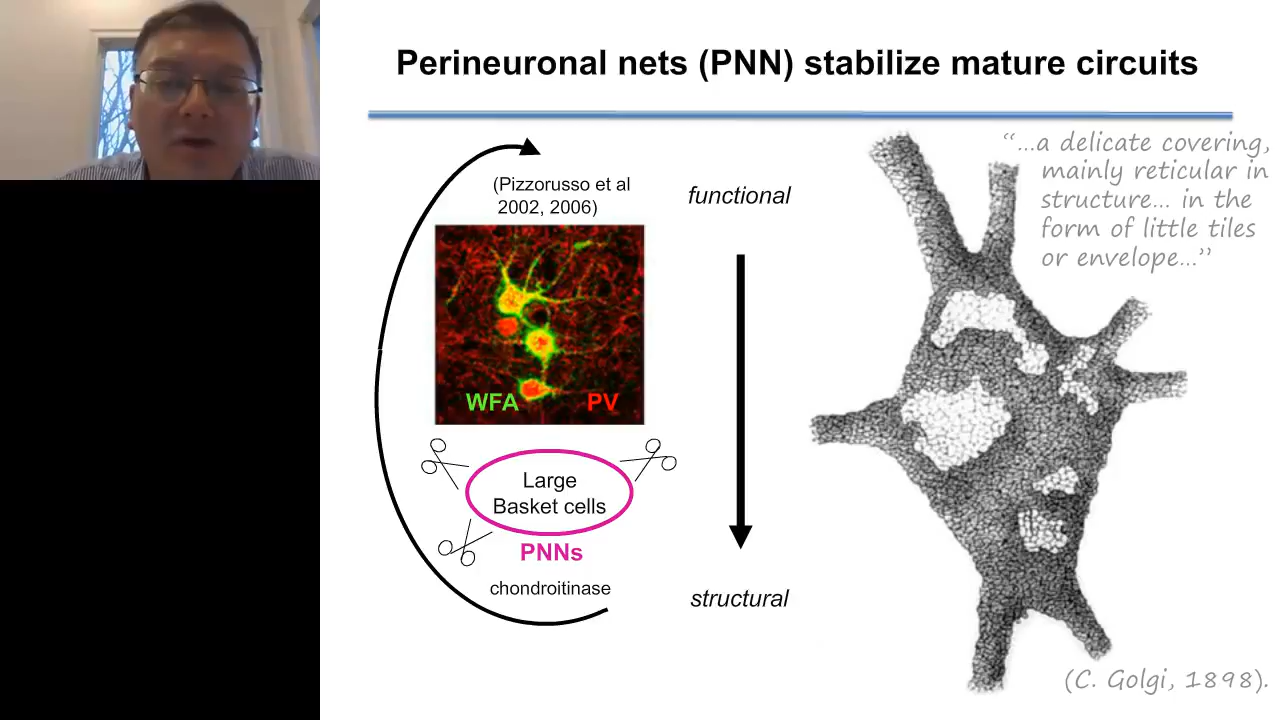 Perineuronal nets (PNN) stabilize mature circuits
(Pizzorusso et al
2002, 2006)
WFA
PV
Large
Basket cells
PNNs
chondroitinase
functional
structural
“...a delicate covering,
mainly reticular in
structure... in the
form of little tiles
or envelope...”
(C. Golgi, 1898).